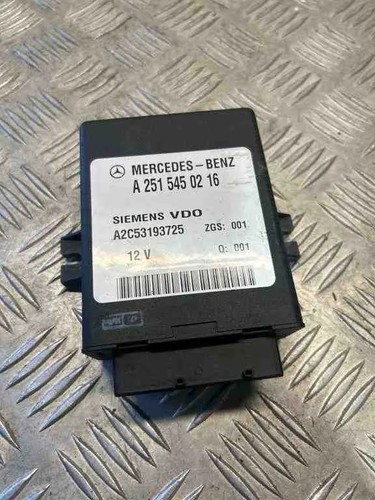 MERCEDES-BENZ
A 251 545 02 16
SIEMENS VDO
A2C53193725 ZGS: 001
12 V Q: 001